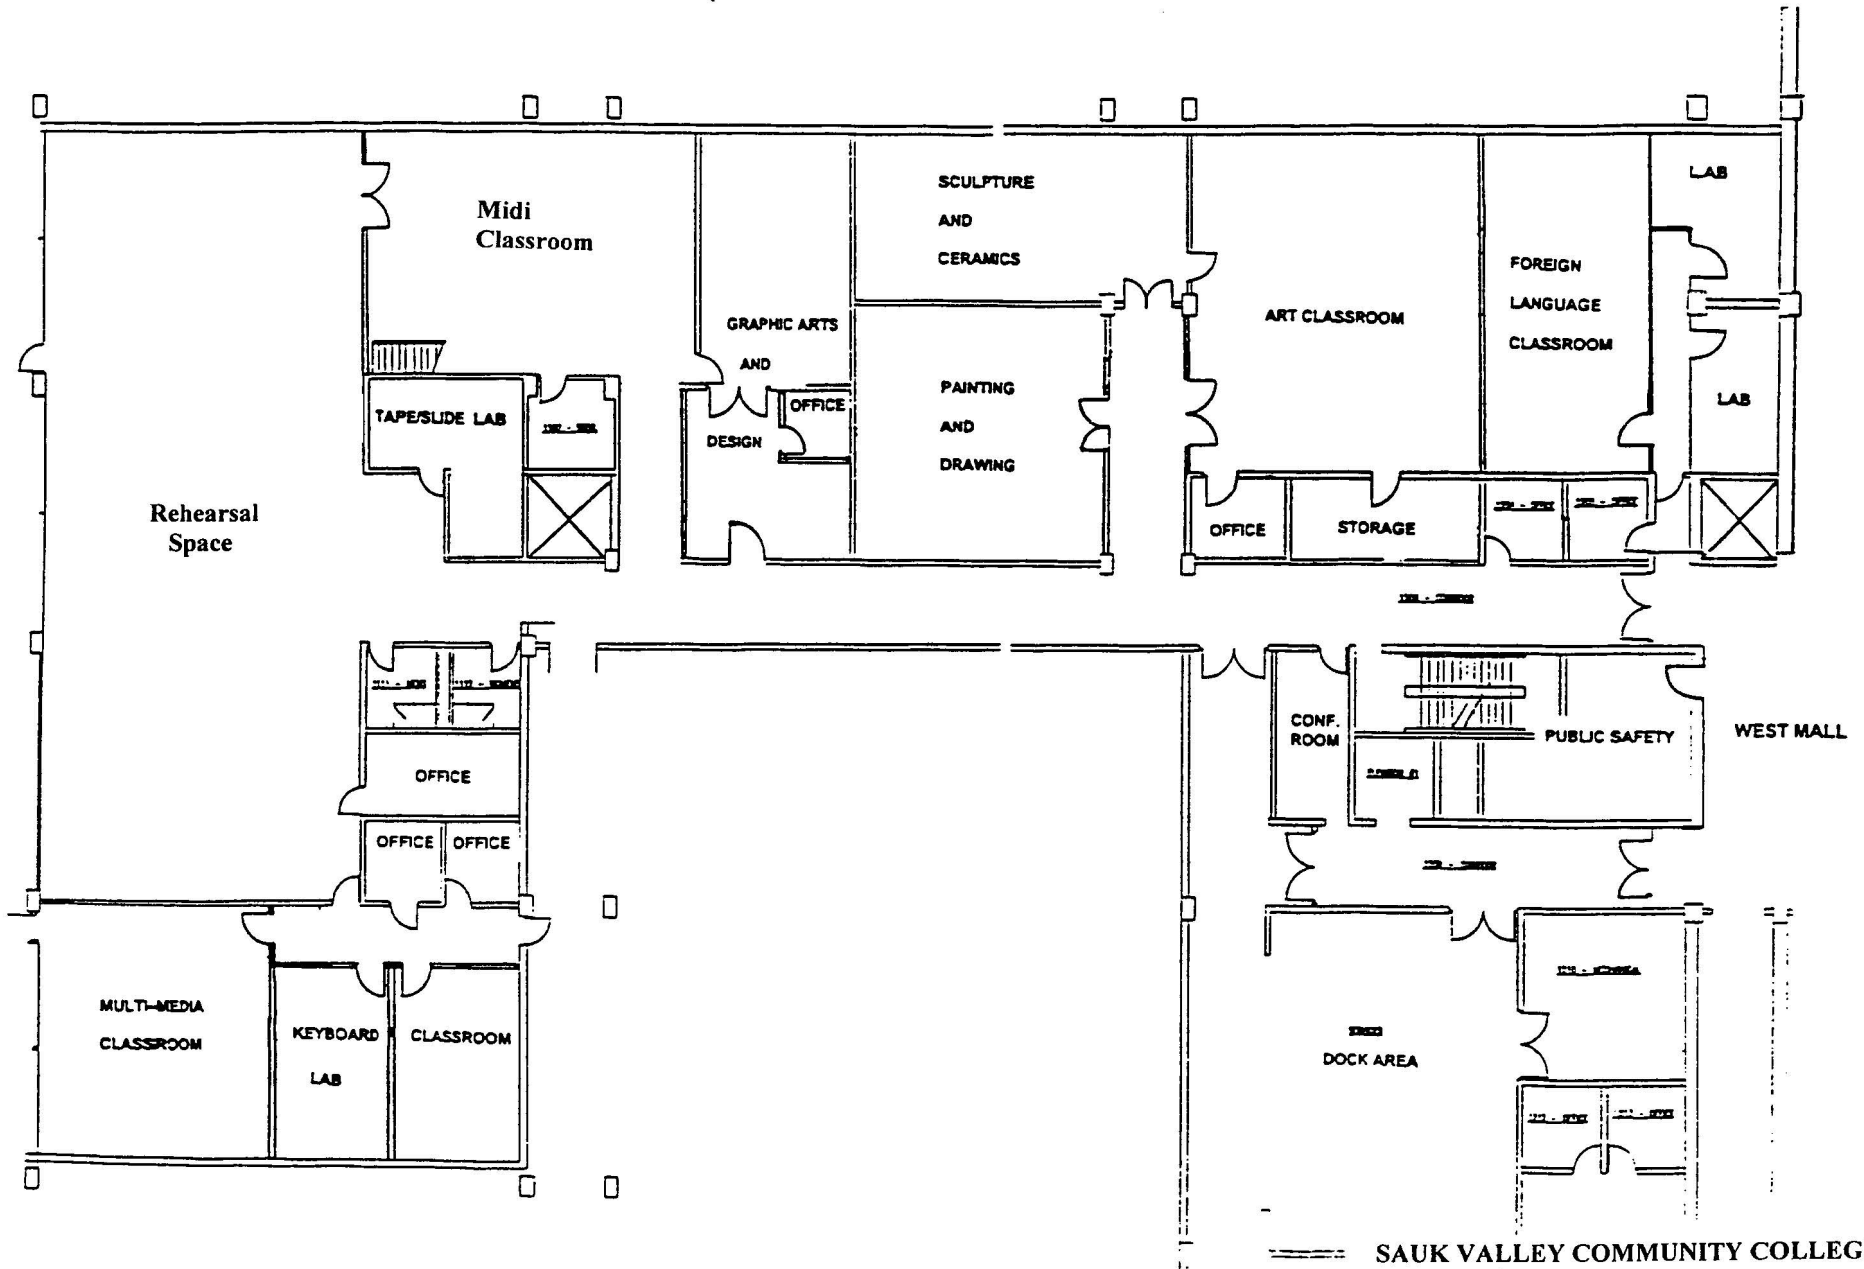 LAB
SCULPTURE
AND
CERAMICS
Midi
Classroom
FOREIGN
LANGUAGE
CLASSROOM
ART CLASSROOM
GRAPHIC ARTS
AND
DESIGN
OFFICE
PAINTING
AND
DRAWING
LAB
TAPE/SLIDE LAB
Rehearsal
Space
OFFICE
STORAGE
CONF.
ROOM
PUBLIC SAFETY
WEST MALL
OFFICE
OFFICE
OFFICE
MULTI-MEDIA
CLASSROOM
KEYBOARD
LAB
CLASSROOM
DOCK AREA
SAUK VALLEY COMMUNITY COLLEG